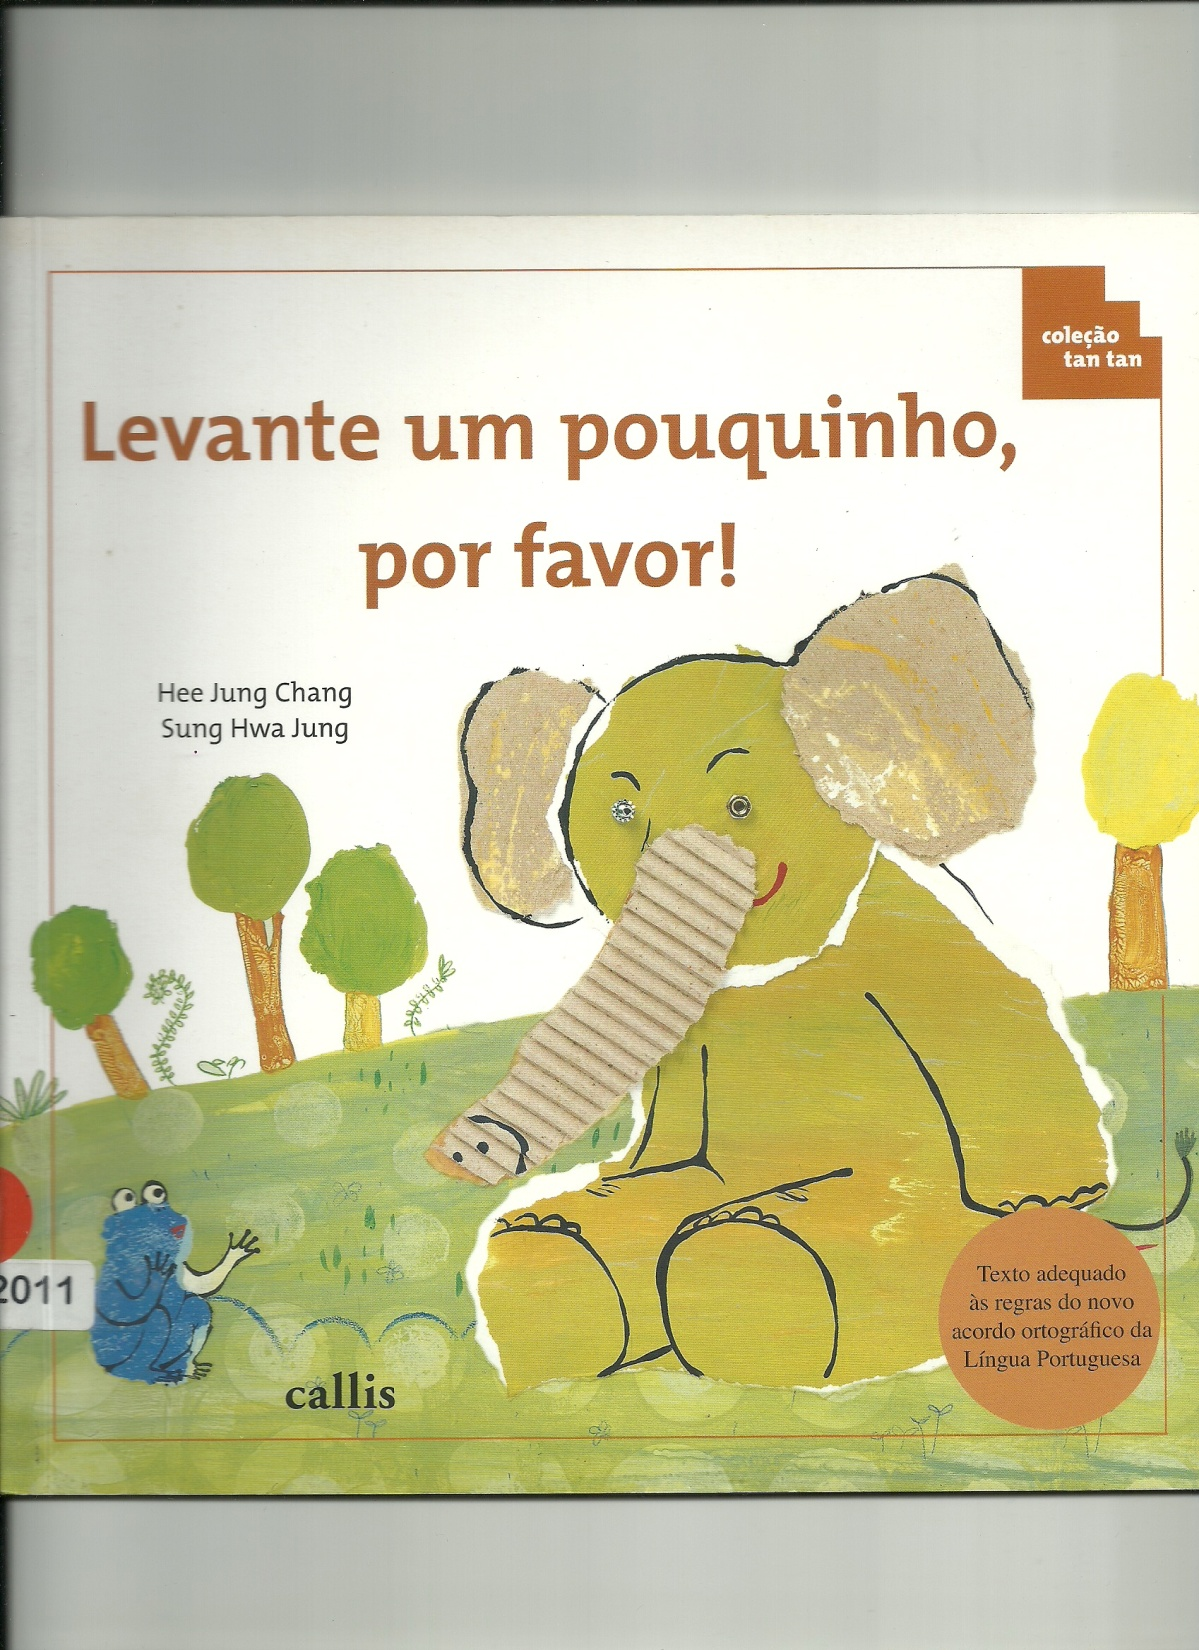 coleção
tan tan
Levante um pouquinho,
por favor!
Hee Jung Chang
Sung Hwa Jung
2011
Texto adequado
às regras do novo
acordo ortográfico da
Língua Portuguesa
callis